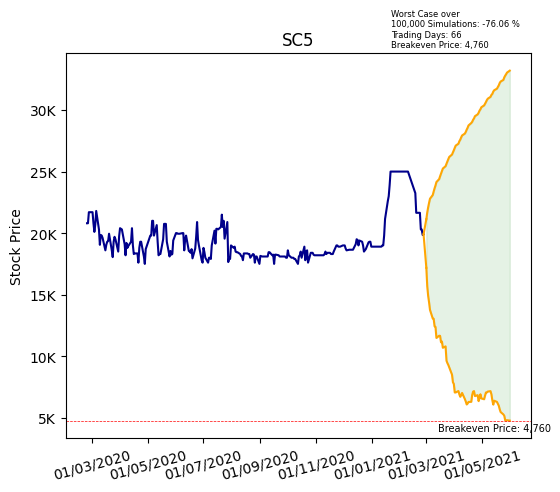 Worst Case over
100,000 Simulations: -76.06 %
Trading Days: 66
Breakeven Price: 4,760
SC5
Stock Price
30K
25K
20K
15K
10K
5K
Breakeven Price: 4,760
01/03/2020 01/05/2020 01/07/2020 01/09/2020 01/11/2020 01/01/2021 01/03/2021 01/05/2021